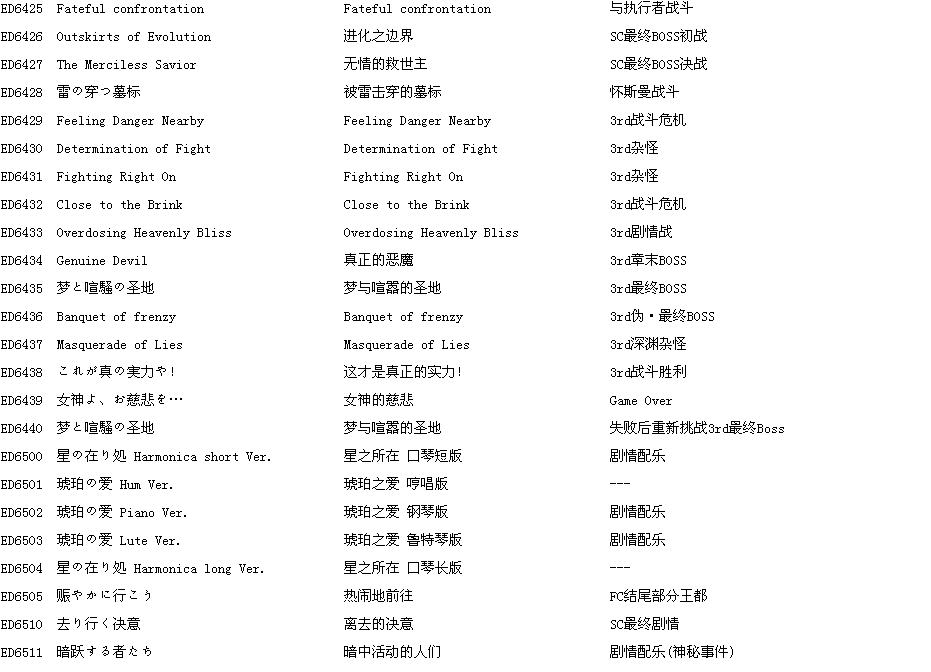 ED6425 Fateful confrontation Fateful confrontation 与执行者战斗
ED6426 Outskirts of Evolution 进化之边界 SC最终BOSS初战
ED6427 The Merciless Savior 无情的救世主 SC最终BOSS决战
ED6428 雷の穿つ墓标 被雷击穿的墓标 怀斯曼战斗
ED6429 Feeling Danger Nearby Feeling Danger Nearby 3rd战斗危机
ED6430 Determination of Fight Determination of Fight 3rd杂怪
ED6431 Fighting Right On Fighting Right On 3rd杂怪
ED6432 Close to the Brink Close to the Brink 3rd战斗危机
ED6433 Overdosing Heavenly Bliss Overdosing Heavenly Bliss 3rd剧情战
ED6434 Genuine Devil 真正的恶魔 3rd章末BOSS
ED6435 梦と喧騒の圣地 梦与喧嚣的圣地 3rd最终BOSS
ED6436 Banquet of frenzy Banquet of frenzy 3rd伪·最终BOSS
ED6437 Masquerade of Lies Masquerade of Lies 3rd深渊杂怪
ED6438 これが真の実力や! 这才是真正的实力! 3rd战斗胜利
ED6439 女神よ、お慈悲を… 女神的慈悲 Game Over
ED6440 梦と喧騒の圣地 梦与喧嚣的圣地 失败后重新挑战3rd最终Boss
ED6500 星の在り処 Harmonica short Ver. 星之所在 口琴短版 剧情配乐
ED6501 琥珀の爱 Hum Ver. 琥珀之爱 哼唱版 ---
ED6502 琥珀の爱 Piano Ver. 琥珀之爱 钢琴版 剧情配乐
ED6503 琥珀の爱 Lute Ver. 琥珀之爱 鲁特琴版 剧情配乐
ED6504 星の在り処 Harmonica long Ver. 星之所在 口琴长版 ---
ED6505 赈やかに行こう 热闹地前往 FC结尾部分王都
ED6510 去り行く决意 离去的决意 SC最终剧情
ED6511 暗跃する者たち 暗中活动的人们 剧情配乐(神秘事件)